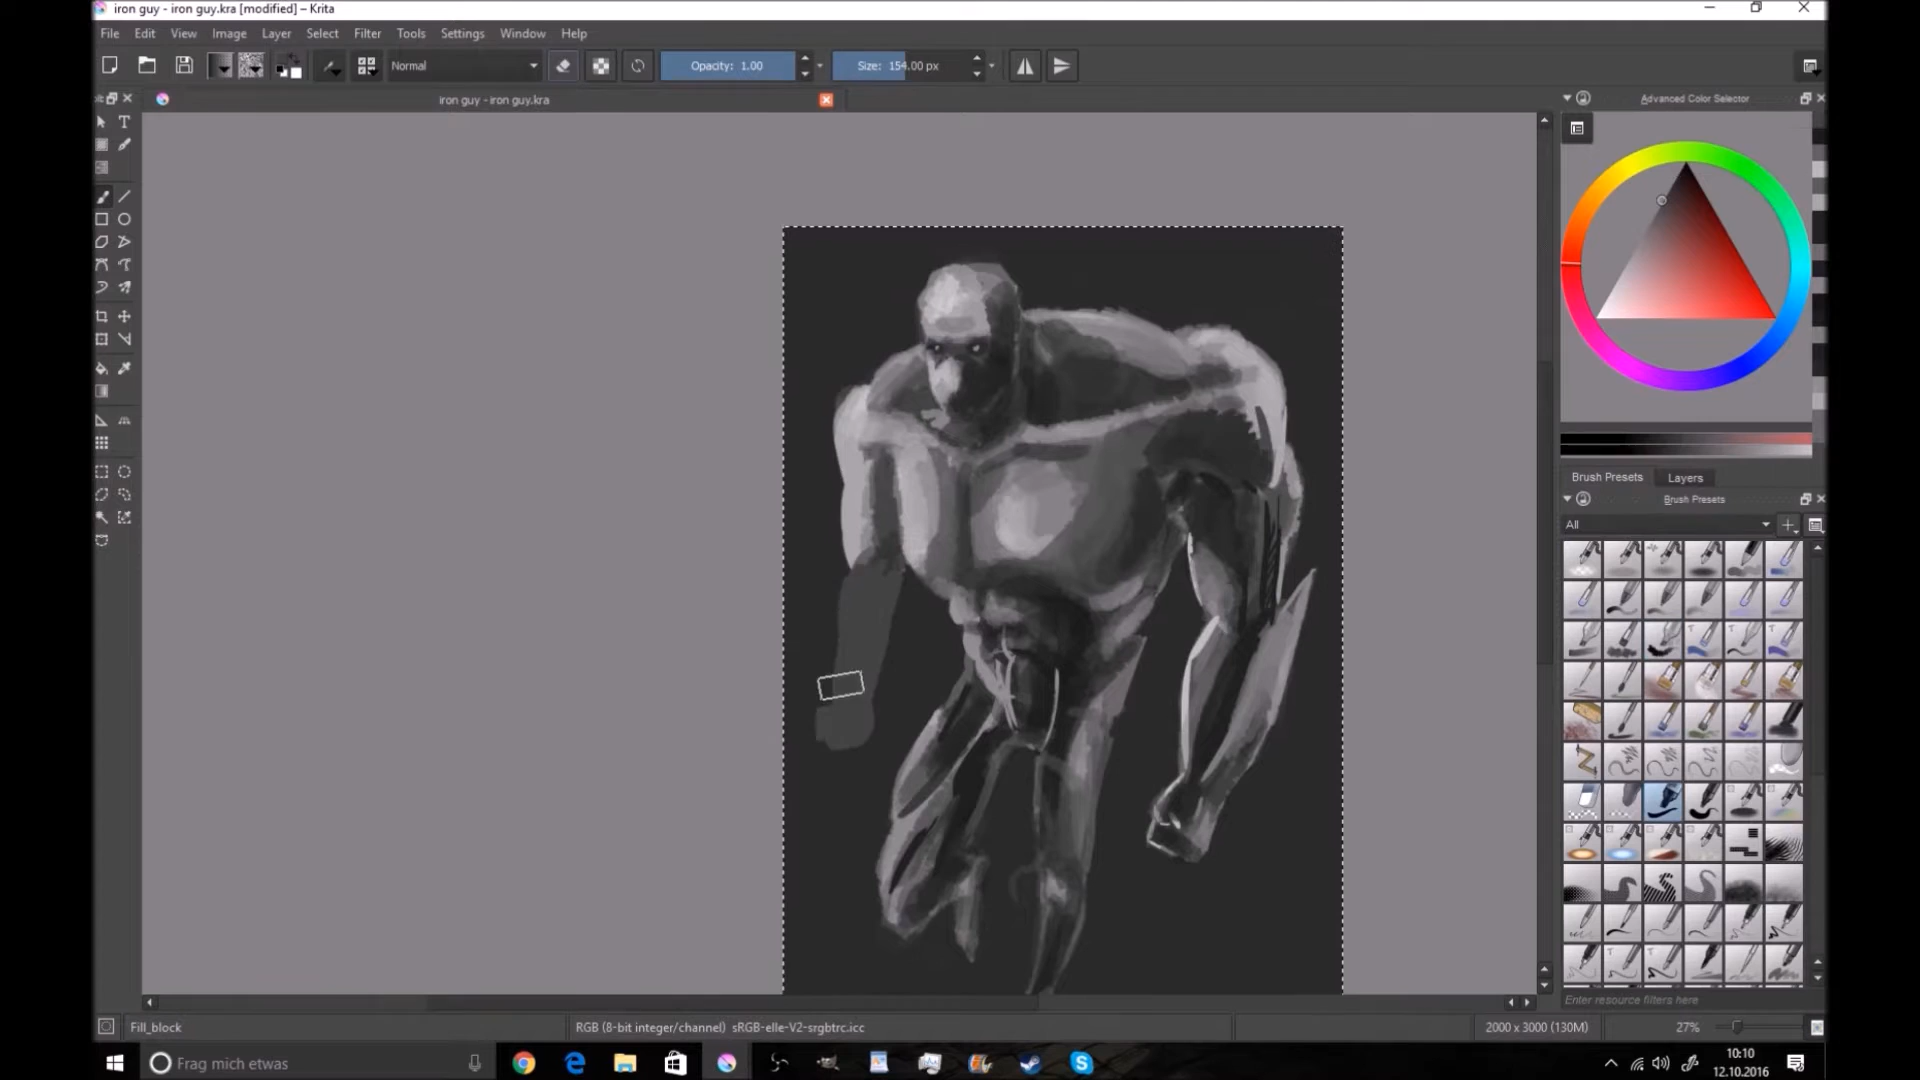 iron guy - iron guy.kra [modified] – Krita
File Edit View Image Layer Select Filter Tools Settings Window Help
Normal Opacity: 1.00 Size: 154.00 px
iron guy - iron guy.kra
Advanced Color Selector
Brush Presets Layers
Brush Presets
All
Enter resource filters here
Fill_block RGB (8-bit integer/channel) sRGB-elle-V2-srgbtrc.icc 2000 x 3000 (130M) 27%
Frag mich etwas
10:10
12.10.2016